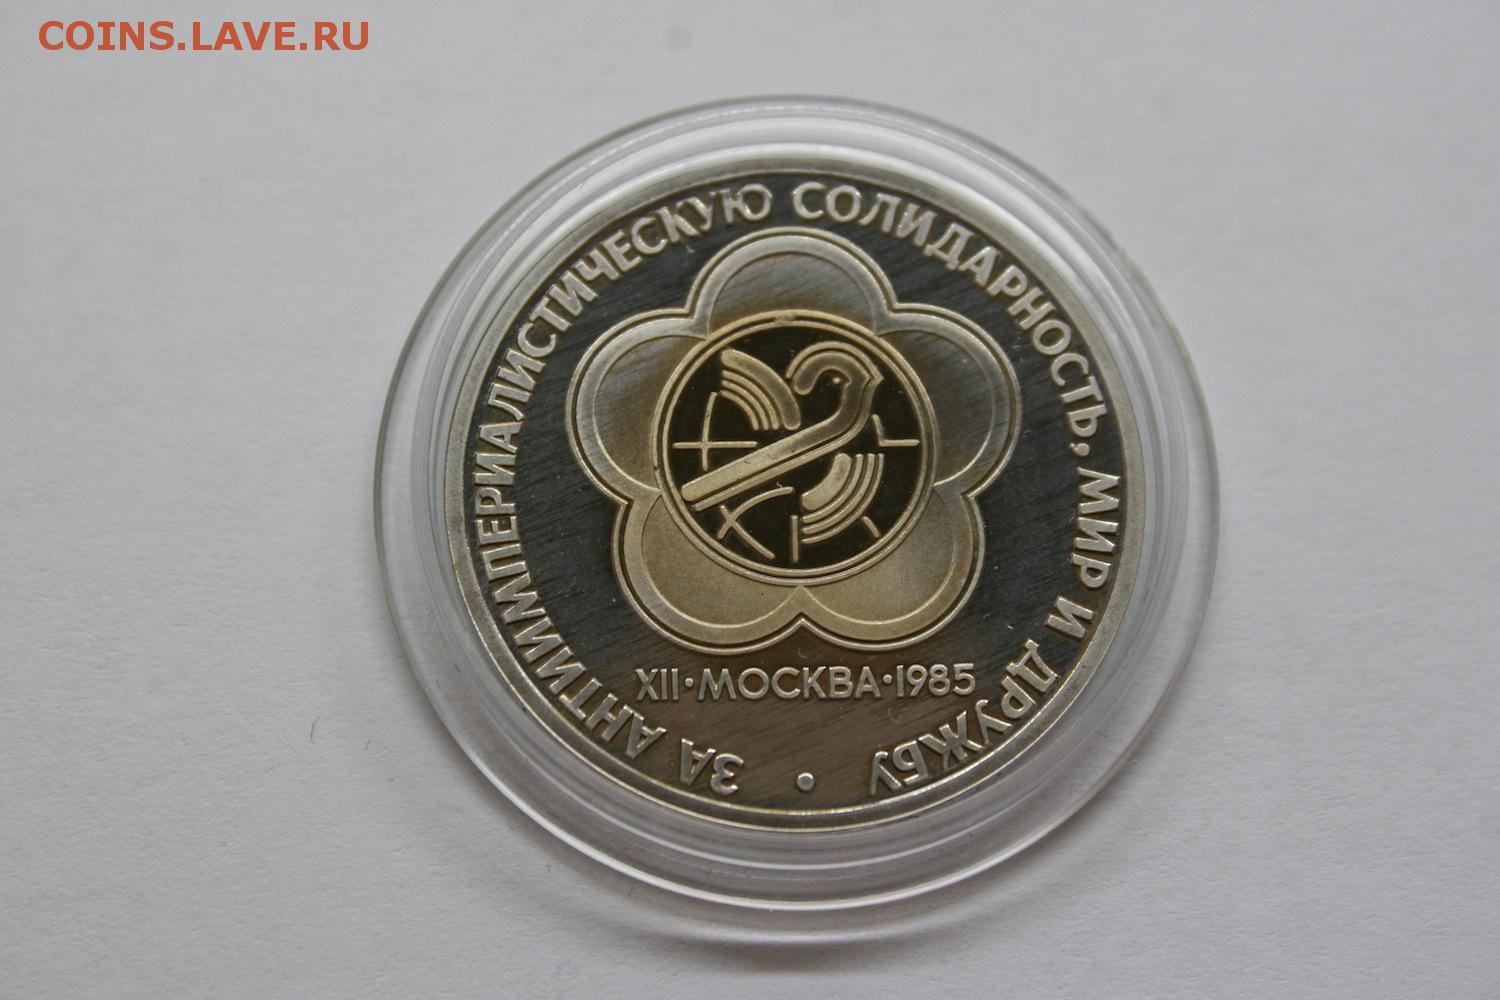 COINS.LAVE.RU
ЗА АНТИИМПЕРИАЛИСТИЧЕСКУЮ СОЛИДАРНОСТЬ, МИР И ДРУЖБУ •
XII•МОСКВА•1985